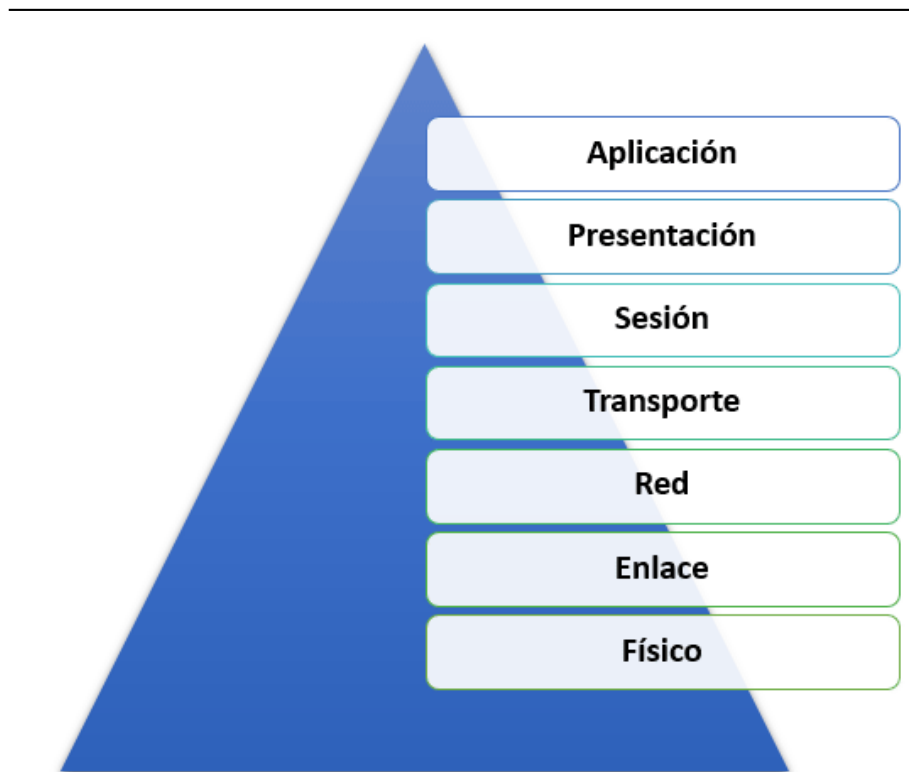 Aplicación
Presentación
Sesión
Transporte
Red
Enlace
Físico